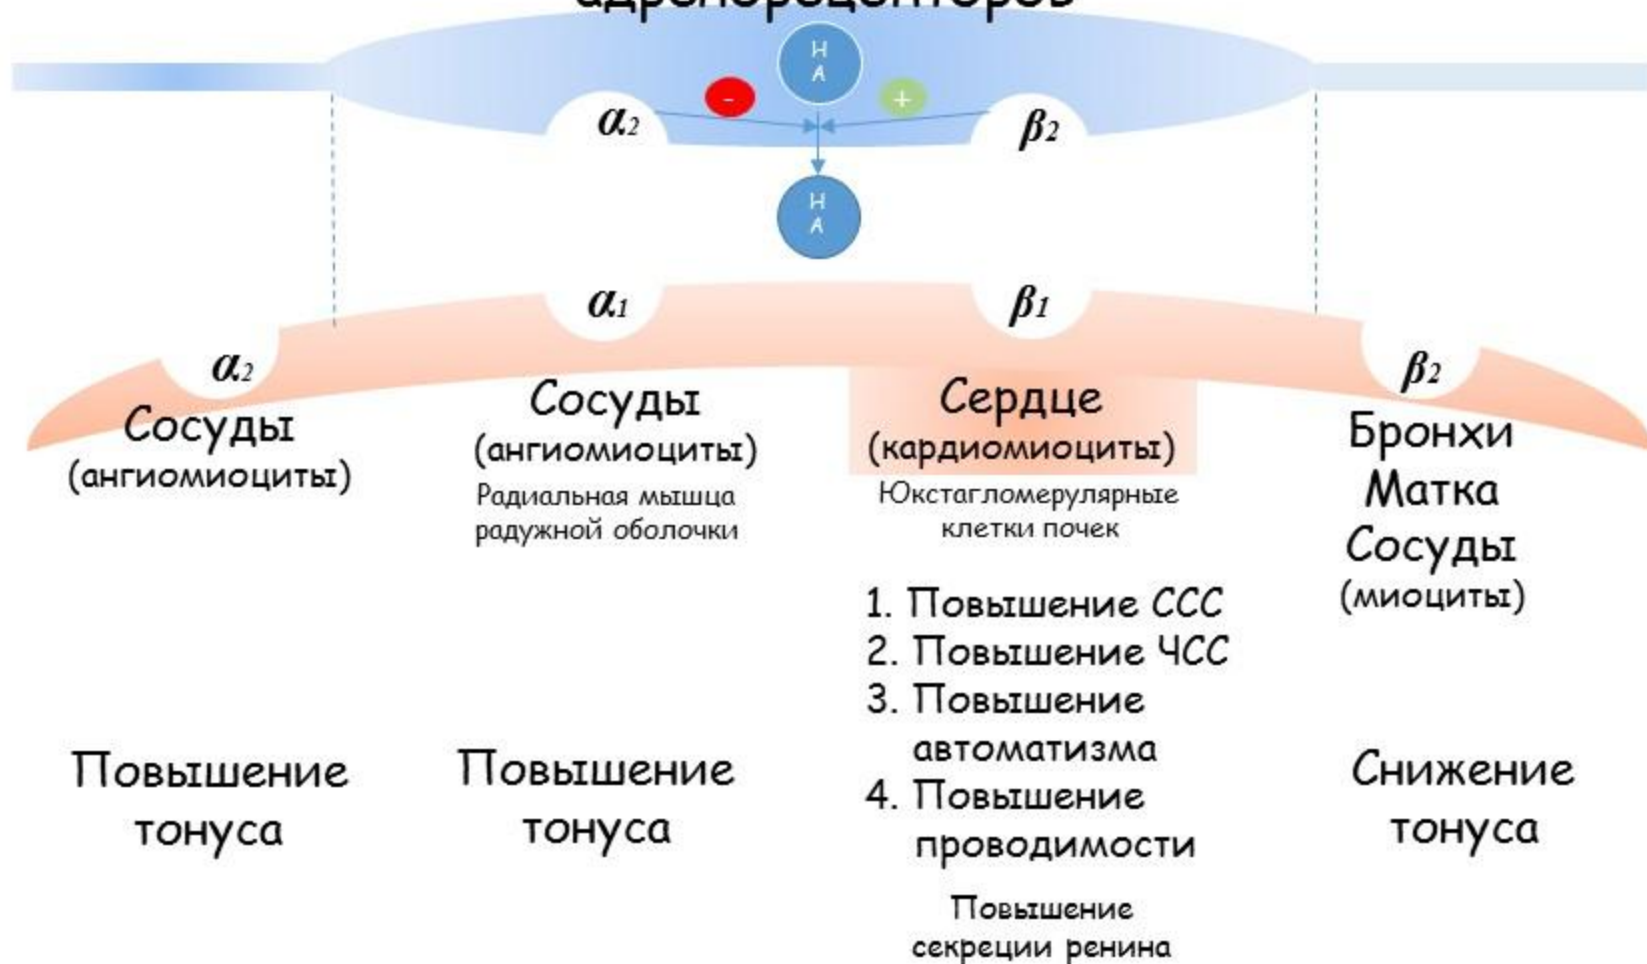 адренорецепторов
Н
А
-
+
α2
β2
Н
А
α1
β1
α2
β2
Сосуды
(ангиомиоциты)
Сосуды
(ангиомиоциты)
Радиальная мышца
радужной оболочки
Сердце
(кардиомиоциты)
Юкстагломерулярные
клетки почек
Бронхи
Матка
Сосуды
(миоциты)
Повышение
тонуса
Повышение
тонуса
1. Повышение ССС
2. Повышение ЧСС
3. Повышение
автоматизма
4. Повышение
проводимости
Повышение
секреции ренина
Снижение
тонуса